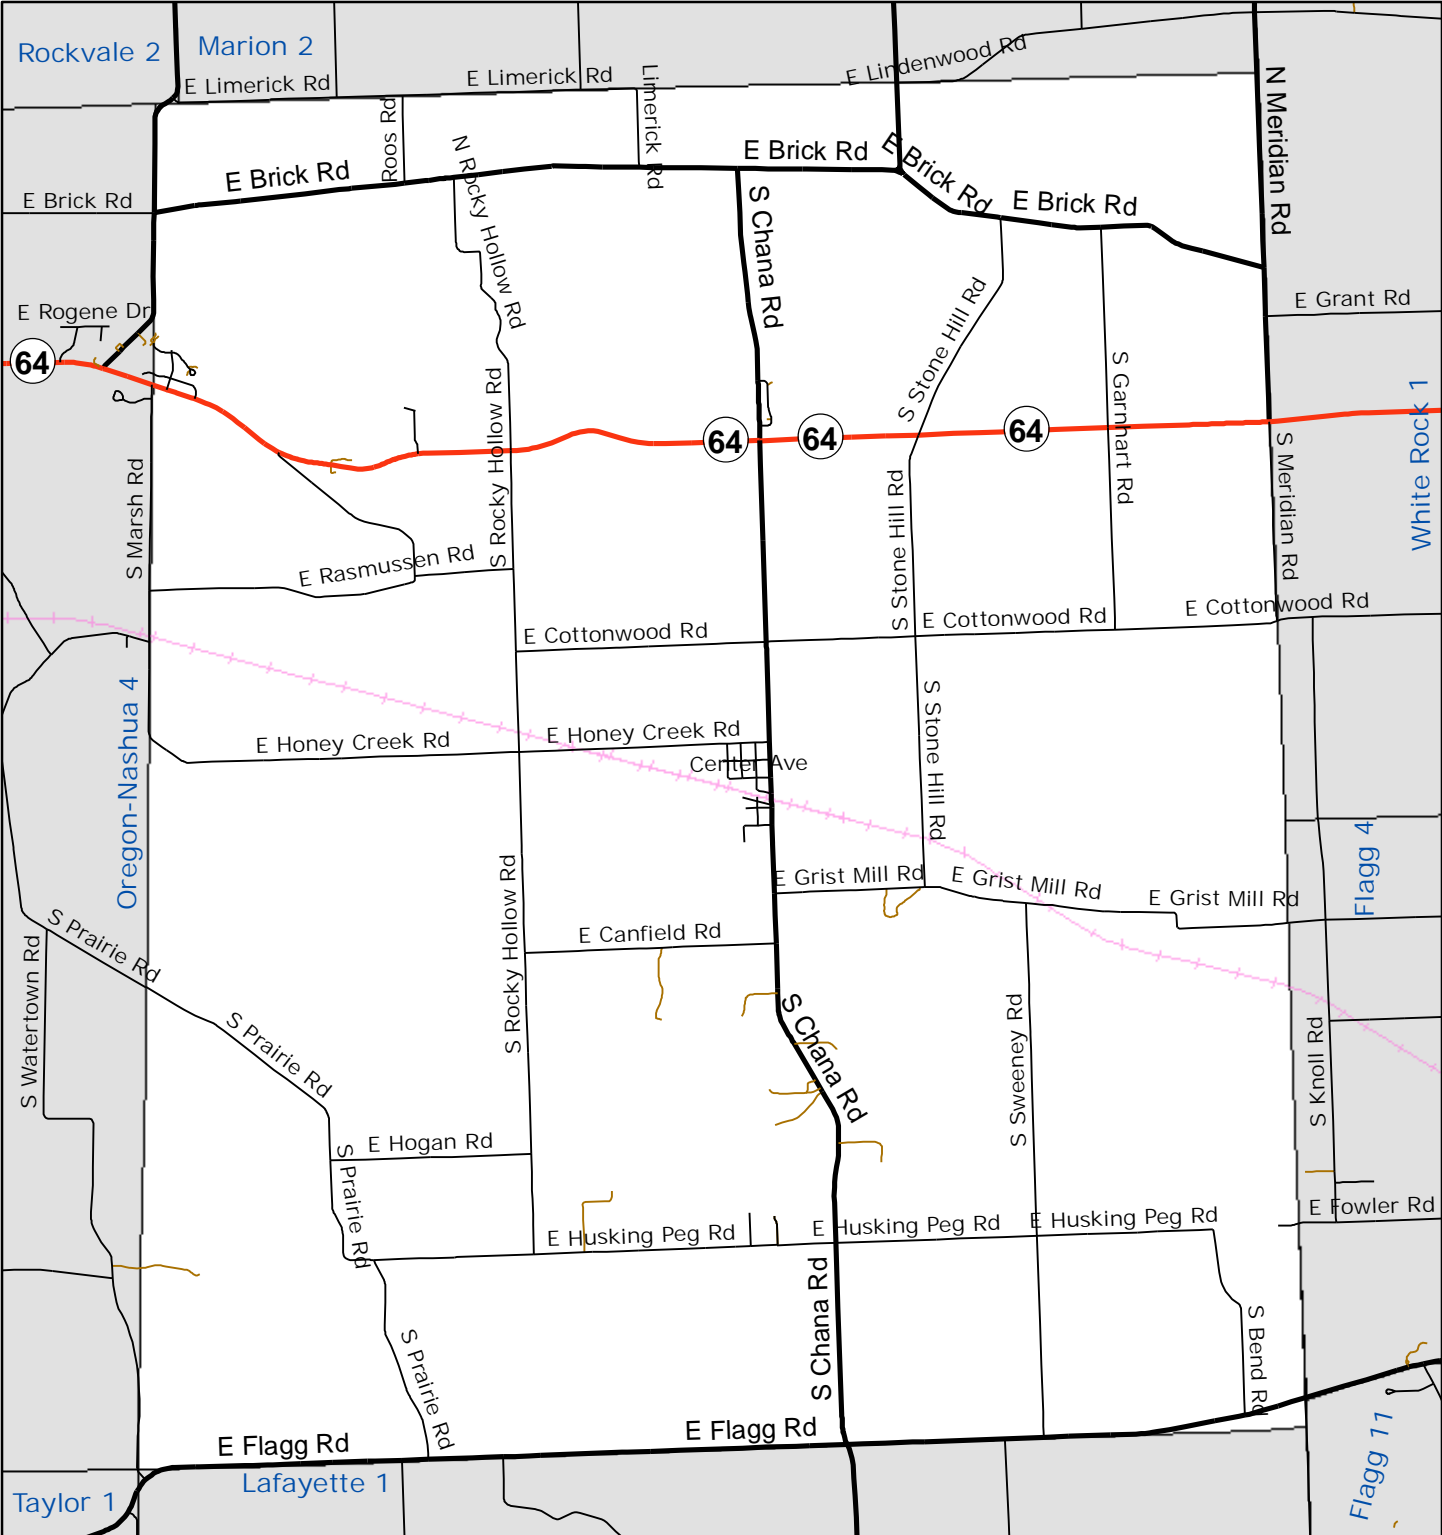 Rockvale 2
Marion 2
E Lindenwood Rd
E Limerick Rd
E Limerick Rd
Limerick Rd
N Meridian Rd
Roos Rd
N Rocky Hollow Rd
E Brick Rd
E Brick Rd
E Brick Rd
E Brick Rd
E Brick Rd
S Chana Rd
E Rogene Dr
E Grant Rd
S Stone Hill Rd
S Garnhart Rd
64
64
64
64
S Rocky Hollow Rd
White Rock 1
S Marsh Rd
S Meridian Rd
S Stone Hill Rd
E Rasmussen Rd
E Cottonwood Rd
E Cottonwood Rd
E Cottonwood Rd
Oregon-Nashua 4
S Stone Hill Rd
E Honey Creek Rd
E Honey Creek Rd
Center Ave
Flagg 4
E Grist Mill Rd
E Grist Mill Rd
E Grist Mill Rd
S Rocky Hollow Rd
E Canfield Rd
S Prairie Rd
S Watertown Rd
S Prairie Rd
S Chana Rd
S Sweeney Rd
S Knoll Rd
E Hogan Rd
S Prairie Rd
E Husking Peg Rd
E Husking Peg Rd
E Husking Peg Rd
E Fowler Rd
S Chana Rd
S Prairie Rd
S Bend Rd
E Flagg Rd
E Flagg Rd
Flagg 11
Lafayette 1
Taylor 1